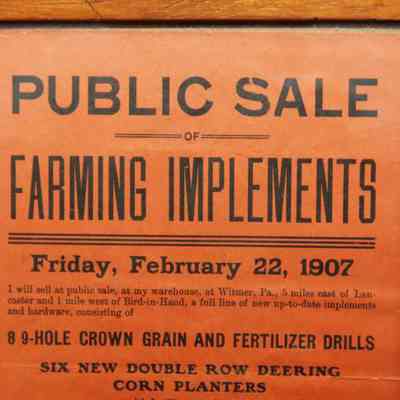 PUBLIC SALE
OF
FARMING IMPLEMENTS
Friday, February 22, 1907
I will sell at public sale, at my warehouse, at Witmer, Pa., 5 miles east of Lan-
caster and 1 mile west of Bird-in-Hand, a full line of new up-to-date implements
and hardware, consisting of
8 9-HOLE CROWN GRAIN AND FERTILIZER DRILLS
SIX NEW DOUBLE ROW DEERING
CORN PLANTERS